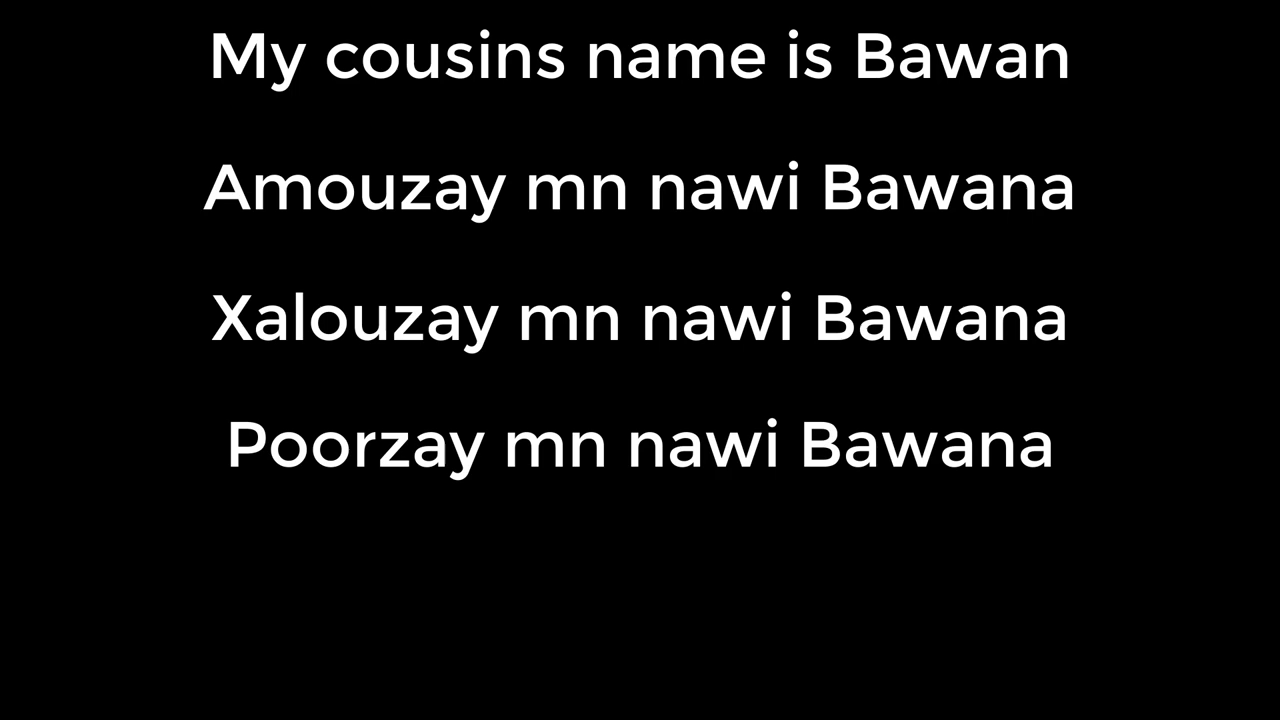 My cousins name is Bawan
Amouzay mn nawi Bawana
Xalouzay mn nawi Bawana
Poorzay mn nawi Bawana